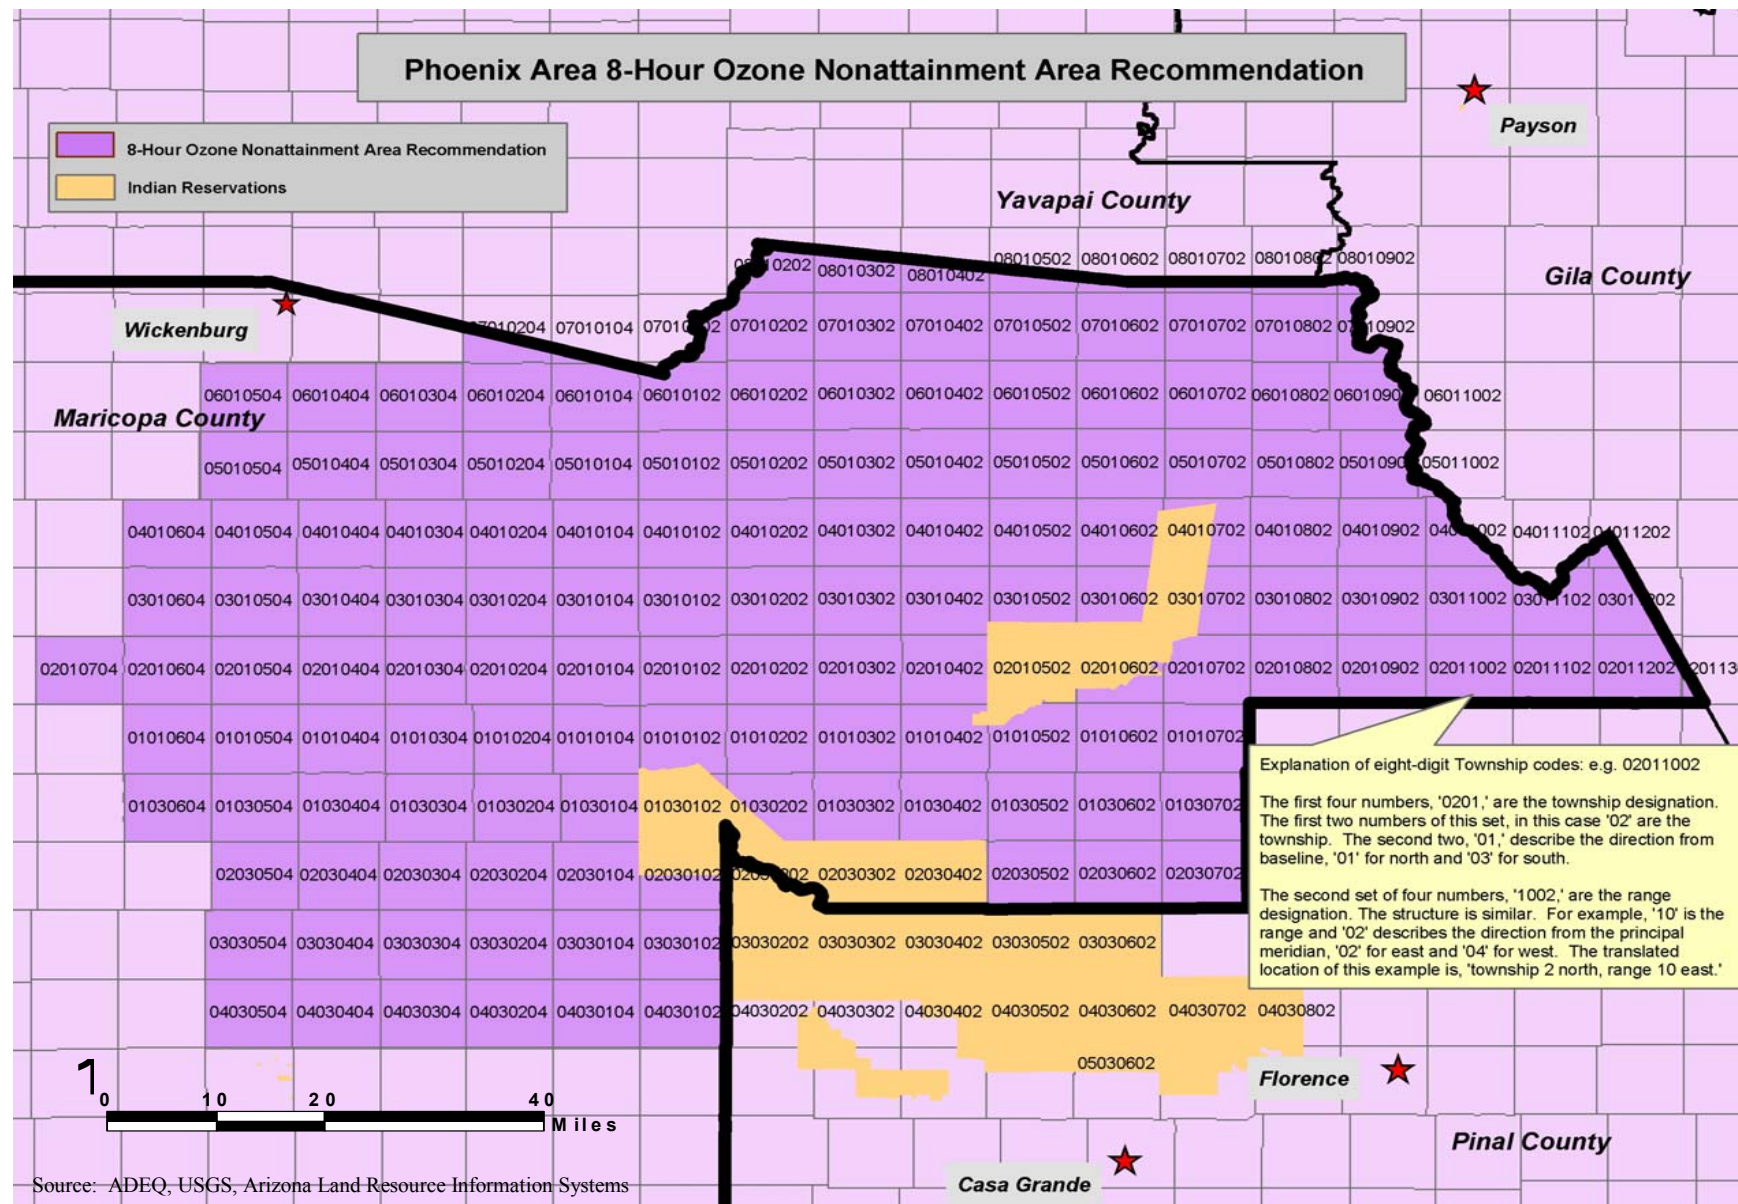 Phoenix Area 8-Hour Ozone Nonattainment Area Recommendation
Payson
8-Hour Ozone Nonattainment Area Recommendation
Indian Reservations
Yavapai County
08010502 08010602 08010702 08010802 08010902
08010302 08010402
Gila County
Wickenburg
07010104 07010202 07010302 07010402 07010502 07010602 07010702 07010802
06010504 06010404 06010304 06010204 06010104 06010102 06010202 06010302 06010402 06010502 06010602 06010702 06010802 06011002
Maricopa County
05010504 05010404 05010304 05010204 05010104 05010102 05010202 05010302 05010402 05010502 05010602 05010702 05010802 05011002
04010604 04010504 04010404 04010304 04010204 04010104 04010102 04010202 04010302 04010402 04010502 04010602 04010702 04010802 04010902 04011102
03010604 03010504 03010404 03010304 03010204 03010104 03010102 03010202 03010302 03010402 03010502 03010602 03010702 03010802 03010902 03011002 03011102
02010704 02010604 02010504 02010404 02010304 02010204 02010104 02010102 02010202 02010302 02010402 02010502 02010602 02010702 02010802 02010902 02011002 02011102 02011202
01010604 01010504 01010404 01010304 01010204 01010104 01010102 01010202 01010302 01010402 01010502 01010602 01010702
01030604 01030504 01030404 01030304 01030204 01030104 01030102 01030202 01030302 01030402 01030502 01030602 01030702
02030504 02030404 02030304 02030204 02030104 02030102 02030302 02030402 02030502 02030602 02030702
03030504 03030404 03030304 03030204 03030104 03030102 03030202 03030302 03030402 03030502 03030602
04030504 04030404 04030304 04030204 04030104 04030102 04030202 04030302 04030402 04030502 04030602 04030702 04030802
05030602
Explanation of eight-digit Township codes: e.g. 02011002
The first four numbers, '0201,' are the township designation.
The first two numbers of this set, in this case '02' are the
township. The second two, '01,' describe the direction from
baseline, '01' for north and '03' for south.
The second set of four numbers, '1002,' are the range
designation. The structure is similar. For example, '10' is the
range and '02' describes the direction from the principal
meridian, '02' for east and '04' for west. The translated
location of this example is, 'township 2 north, range 10 east.'
Florence
1
0 10 20 40
Miles
Pinal County
Casa Grande
Source: ADEQ, USGS, Arizona Land Resource Information Systems